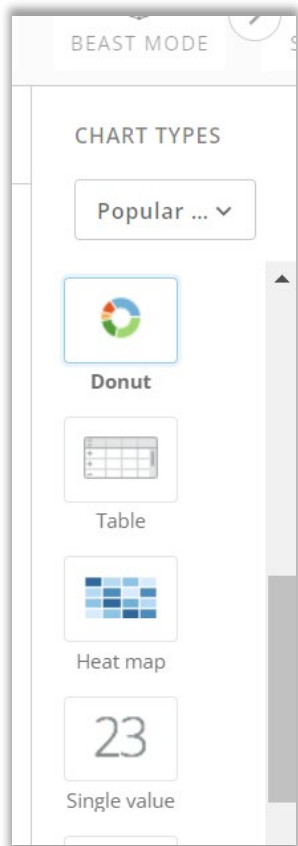 BEAST MODE
CHART TYPES
Popular ...
Donut
Table
Heat map
23
Single value